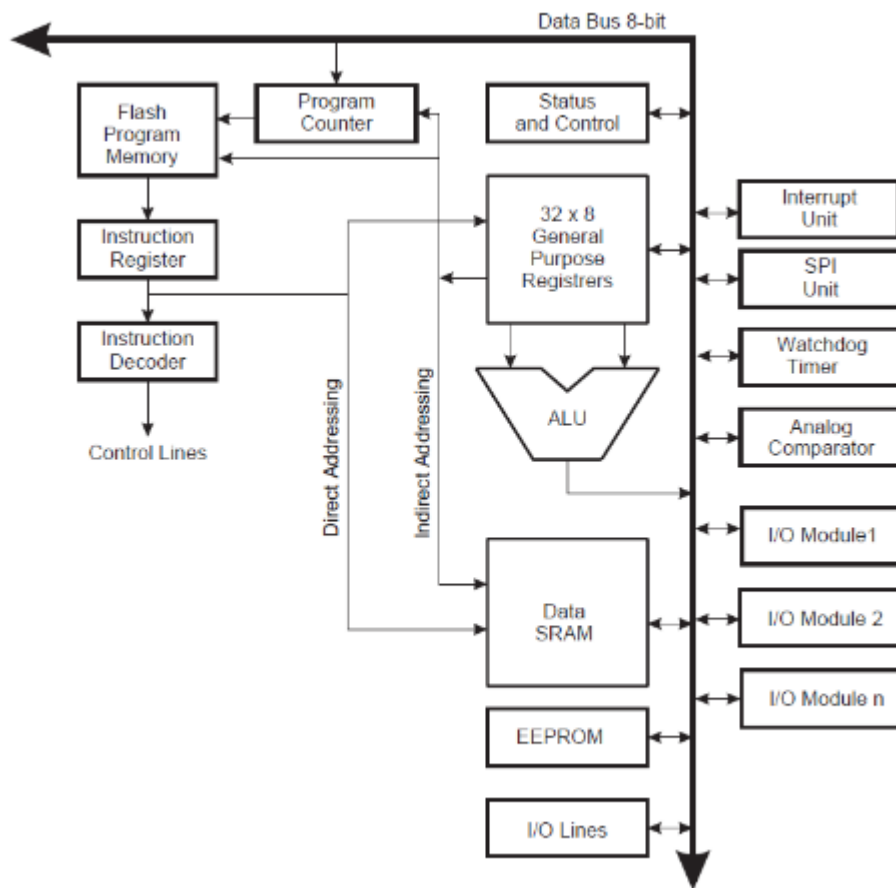 Data Bus 8-bit
Flash
Program
Memory
Program
Counter
Status
and Control
Instruction
Register
32 x 8
General
Purpose
Registrers
Interrupt
Unit
SPI
Unit
Instruction
Decoder
Watchdog
Timer
Control Lines
Direct Addressing
Indirect Addressing
ALU
Analog
Comparator
I/O Module1
Data
SRAM
I/O Module 2
I/O Module n
EEPROM
I/O Lines